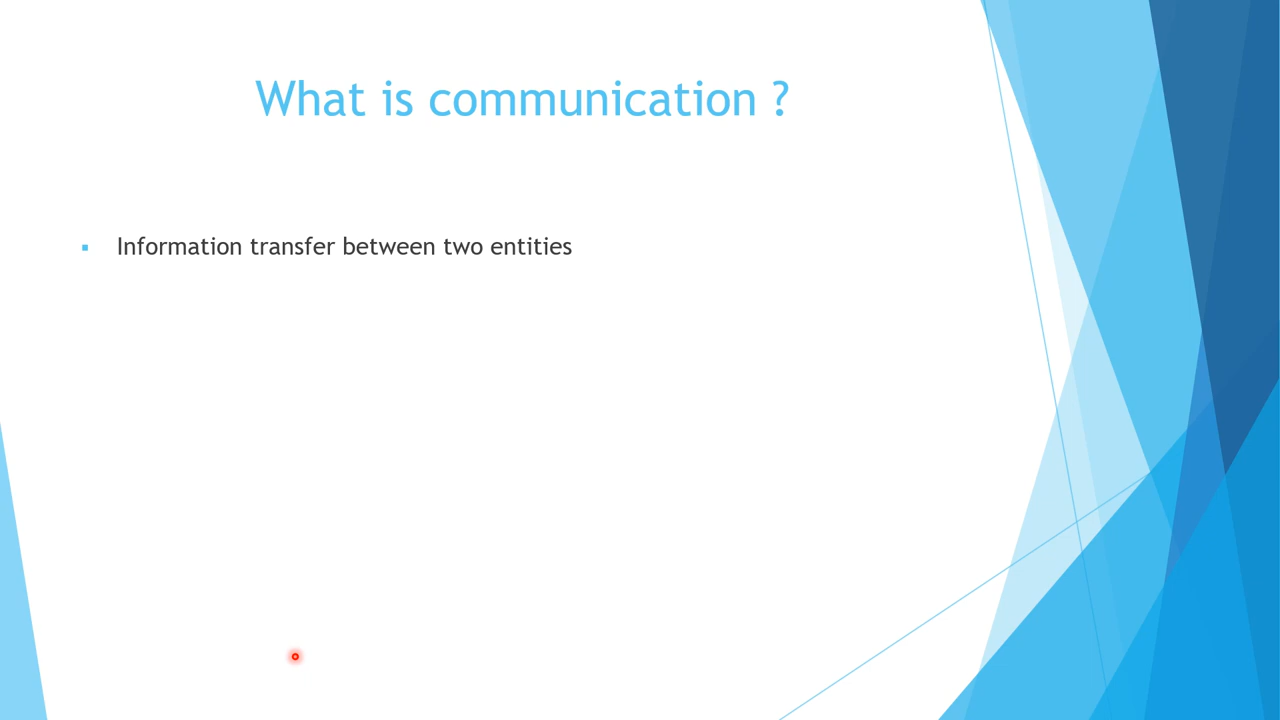 What is communication ?
Information transfer between two entities